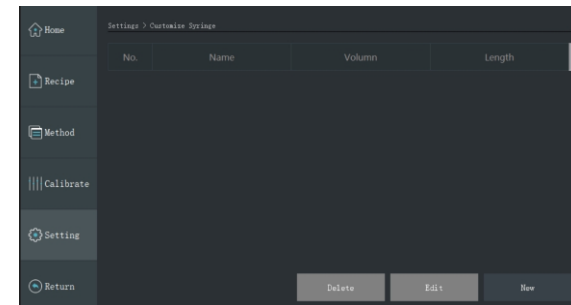 Home
Settings > Customize Syringe
No. Name Volumn Length
Recipe
Method
Calibrate
Setting
Return
Delete Edit New